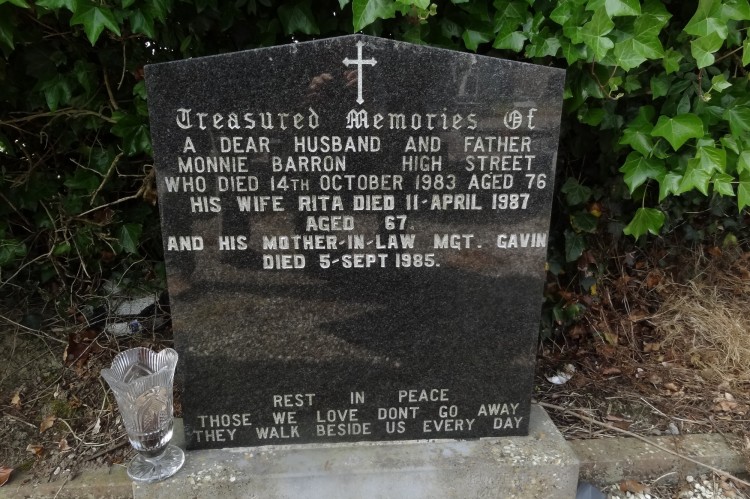 Treasured Memories Of
A DEAR HUSBAND AND FATHER
MONNIE BARRON HIGH STREET
WHO DIED 14TH OCTOBER 1983 AGED 76
HIS WIFE RITA DIED 11-APRIL 1987
AGED 67
AND HIS MOTHER-IN-LAW MGT. GAVIN
DIED 5-SEPT 1985.
REST IN PEACE
THOSE WE LOVE DONT GO AWAY
THEY WALK BESIDE US EVERY DAY